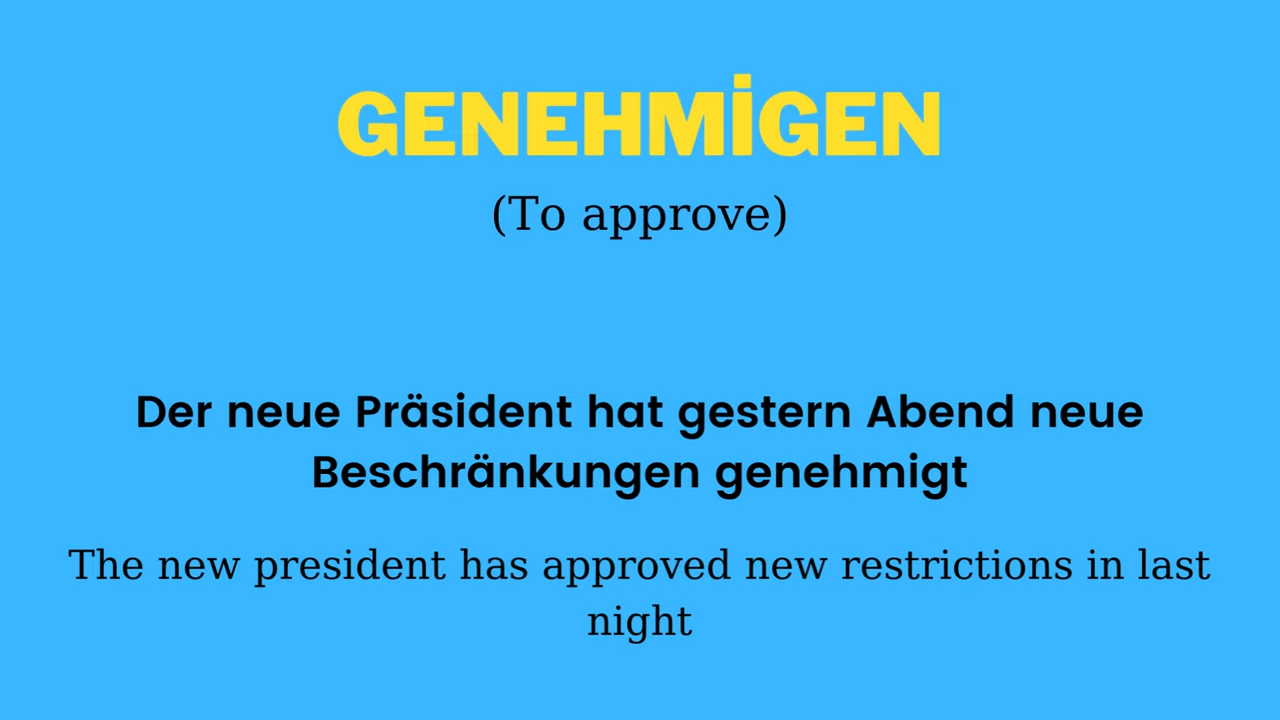 GENEHMİGEN
(To approve)
Der neue Präsident hat gestern Abend neue
Beschränkungen genehmigt
The new president has approved new restrictions in last
night